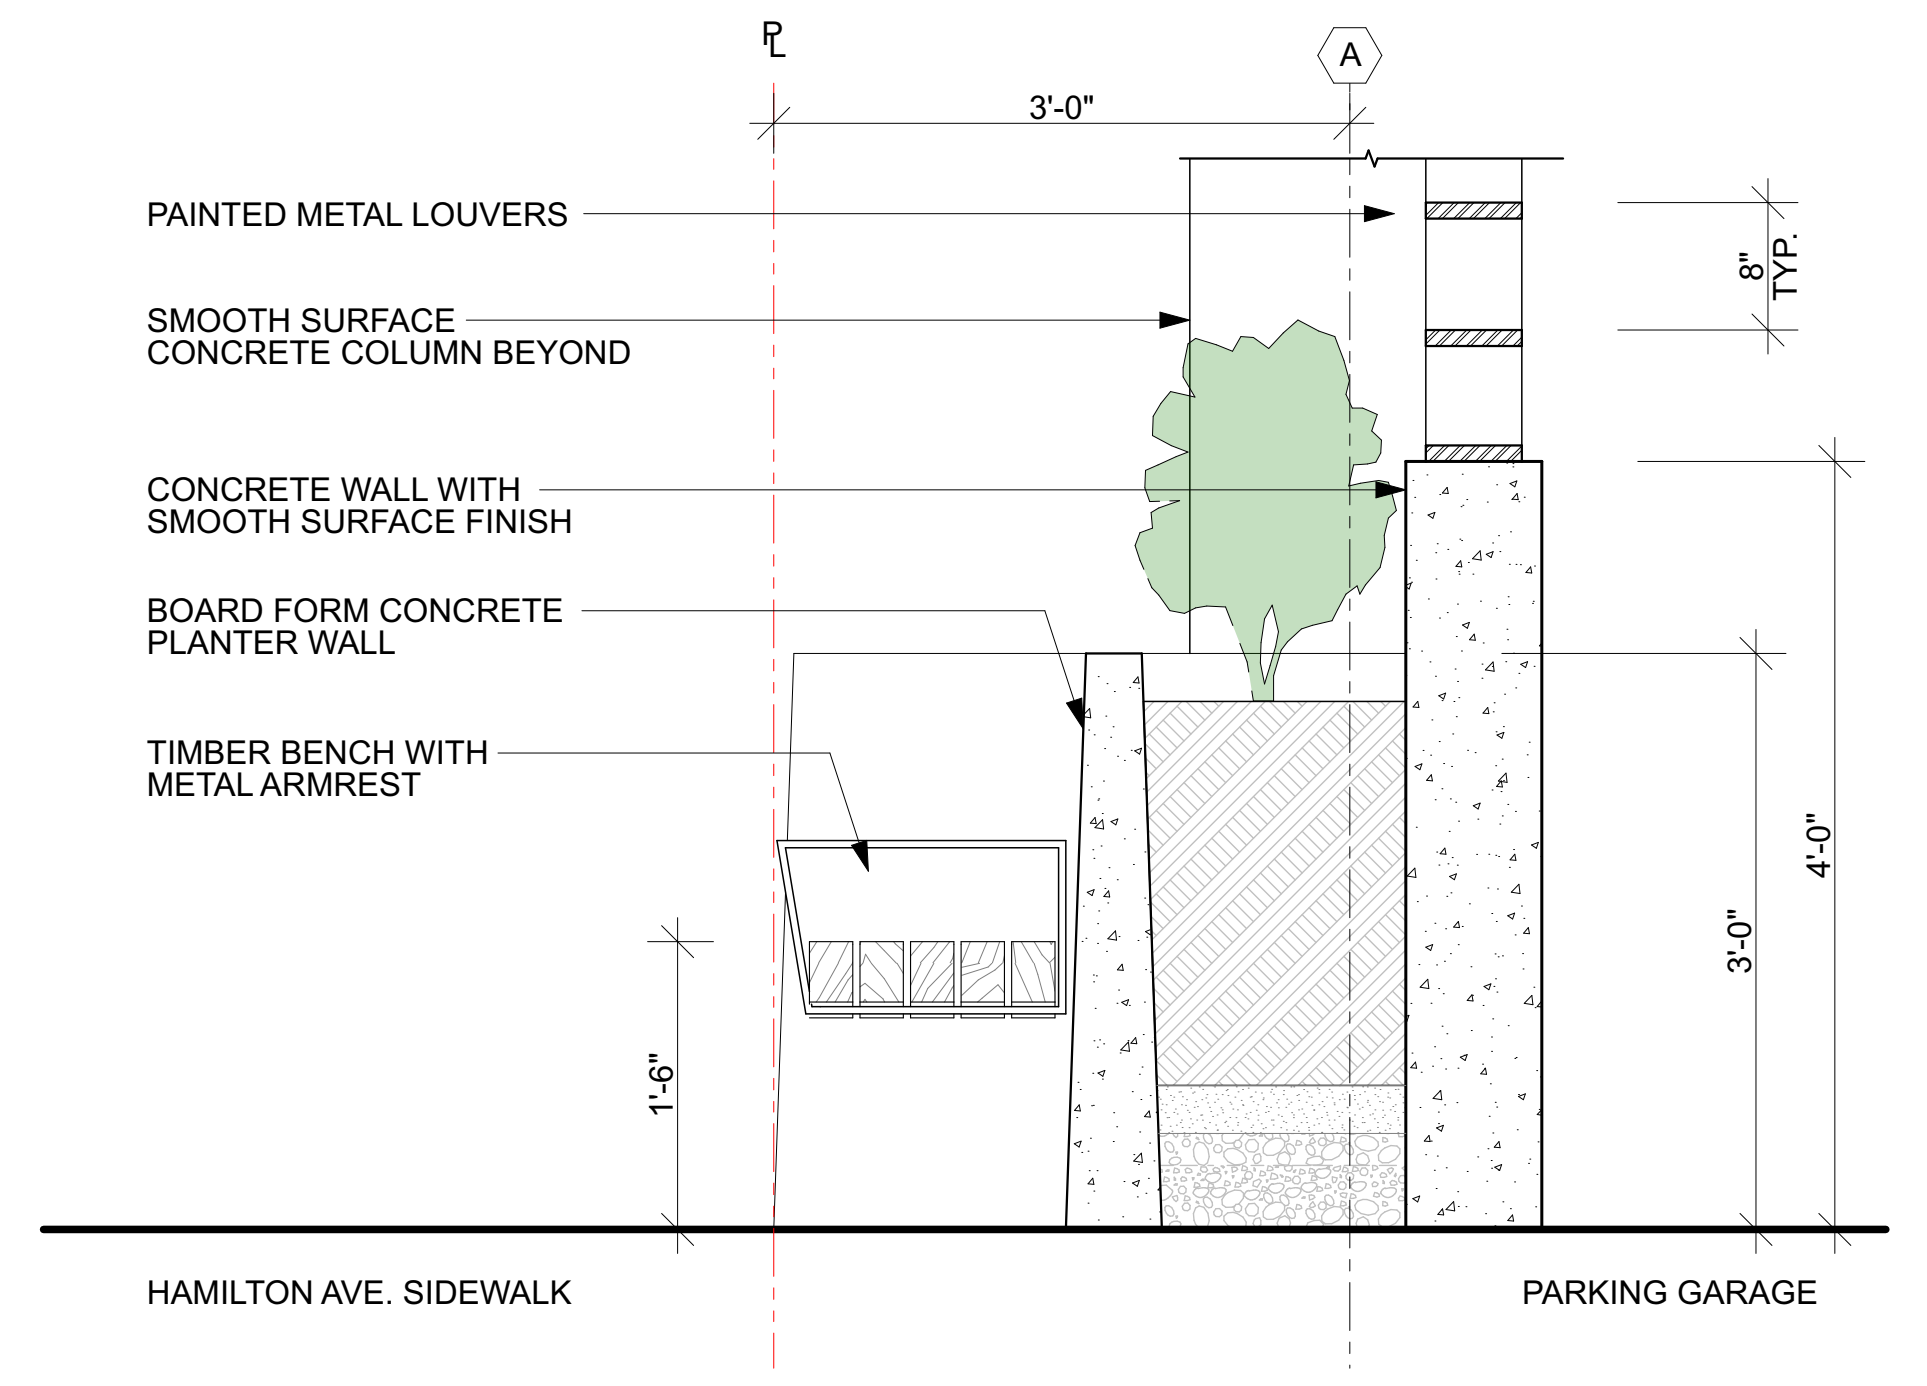 PL
A
3'-0"
PAINTED METAL LOUVERS
8"
TYP.
SMOOTH SURFACE
CONCRETE COLUMN BEYOND
CONCRETE WALL WITH
SMOOTH SURFACE FINISH
BOARD FORM CONCRETE
PLANTER WALL
TIMBER BENCH WITH
METAL ARMREST
4'-0"
3'-0"
1'-6"
HAMILTON AVE. SIDEWALK
PARKING GARAGE